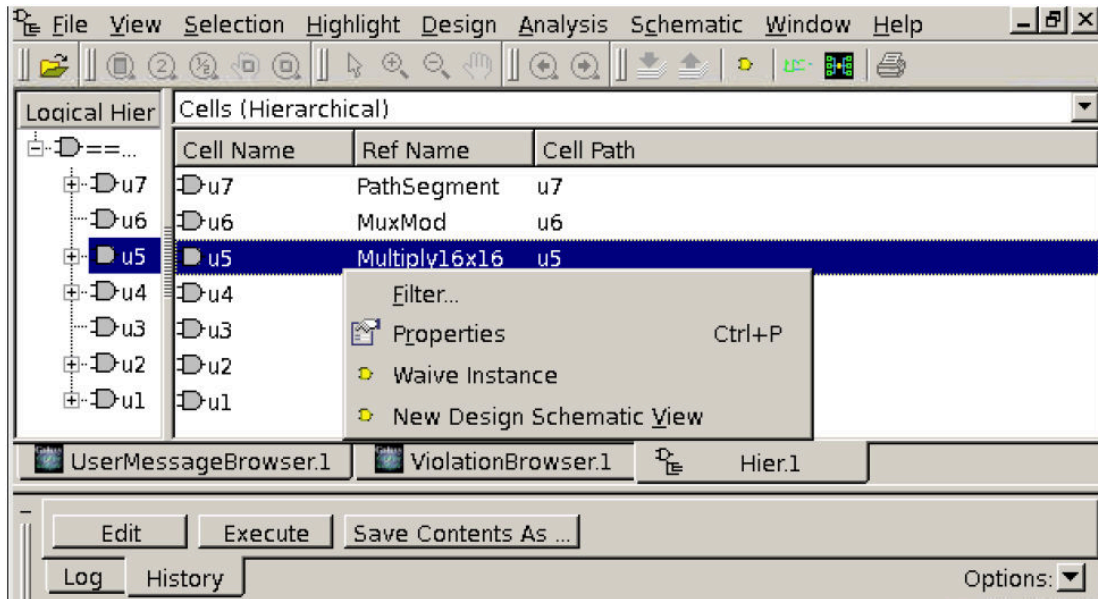 File View Selection Highlight Design Analysis Schematic Window Help
Logical Hier Cells (Hierarchical)
==... Cell Name Ref Name Cell Path
u7 u7 PathSegment u7
u6 u6 MuxMod u6
u5 u5 Multiply16x16 u5
u4 u4 Filter...
u3 u3 Properties Ctrl+P
u2 u2 Waive Instance
u1 u1 New Design Schematic View
UserMessageBrowser.1 ViolationBrowser.1 Hier.1
Edit Execute Save Contents As ...
Log History Options: